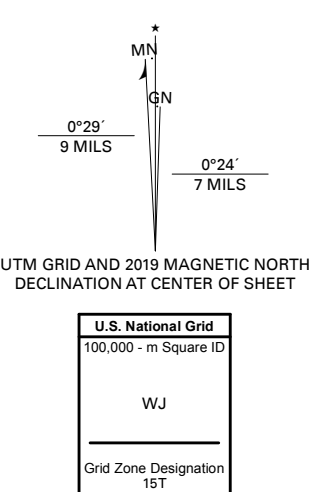 ★
MN
GN
0°29´
9 MILS
0°24´
7 MILS
UTM GRID AND 2019 MAGNETIC NORTH
DECLINATION AT CENTER OF SHEET
U.S. National Grid
100,000 - m Square ID
WJ
Grid Zone Designation
15T